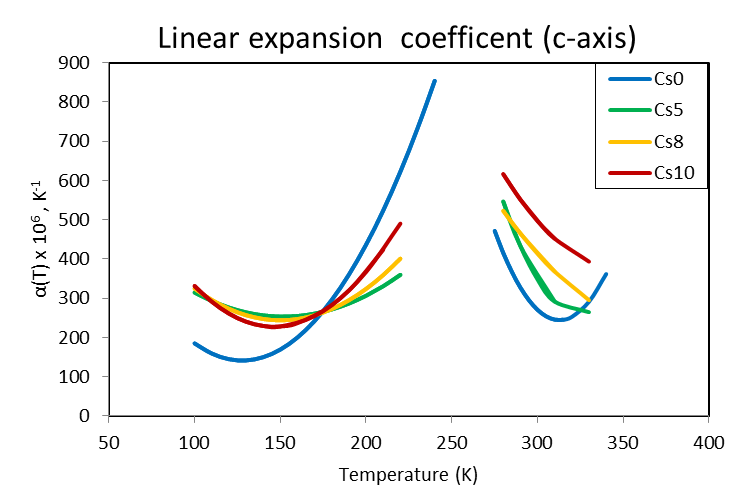 Linear expansion  coefficent (c-axis)
900
800
700
600
500
400
300
200
100
0
α(T) x 10⁶ , K⁻¹
50 100 150 200 250 300 350 400
Temperature (K)
Cs0
Cs5
Cs8
Cs10